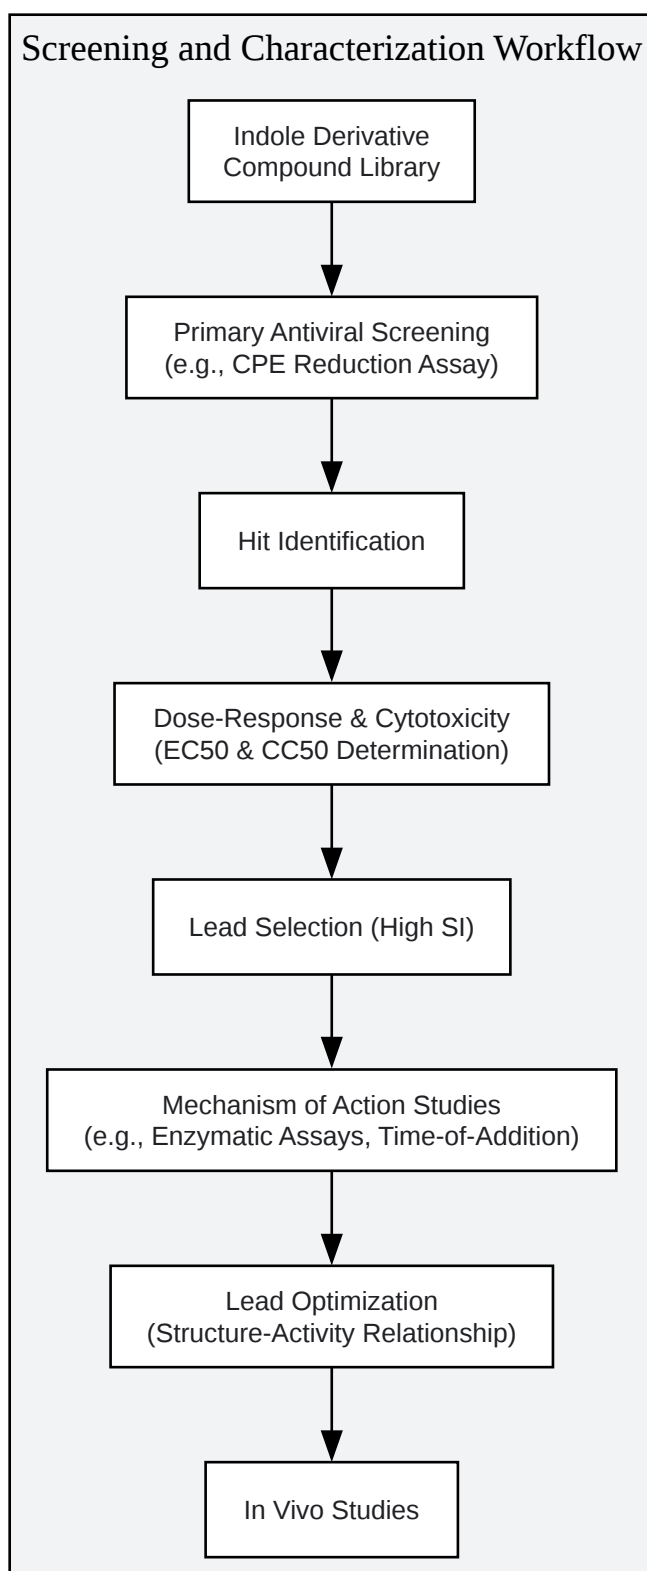 Screening and Characterization Workflow
Indole Derivative
Compound Library
Primary Antiviral Screening
(e.g., CPE Reduction Assay)
Hit Identification
Dose-Response & Cytotoxicity
(EC50 & CC50 Determination)
Lead Selection (High SI)
Mechanism of Action Studies
(e.g., Enzymatic Assays, Time-of-Addition)
Lead Optimization
(Structure-Activity Relationship)
In Vivo Studies